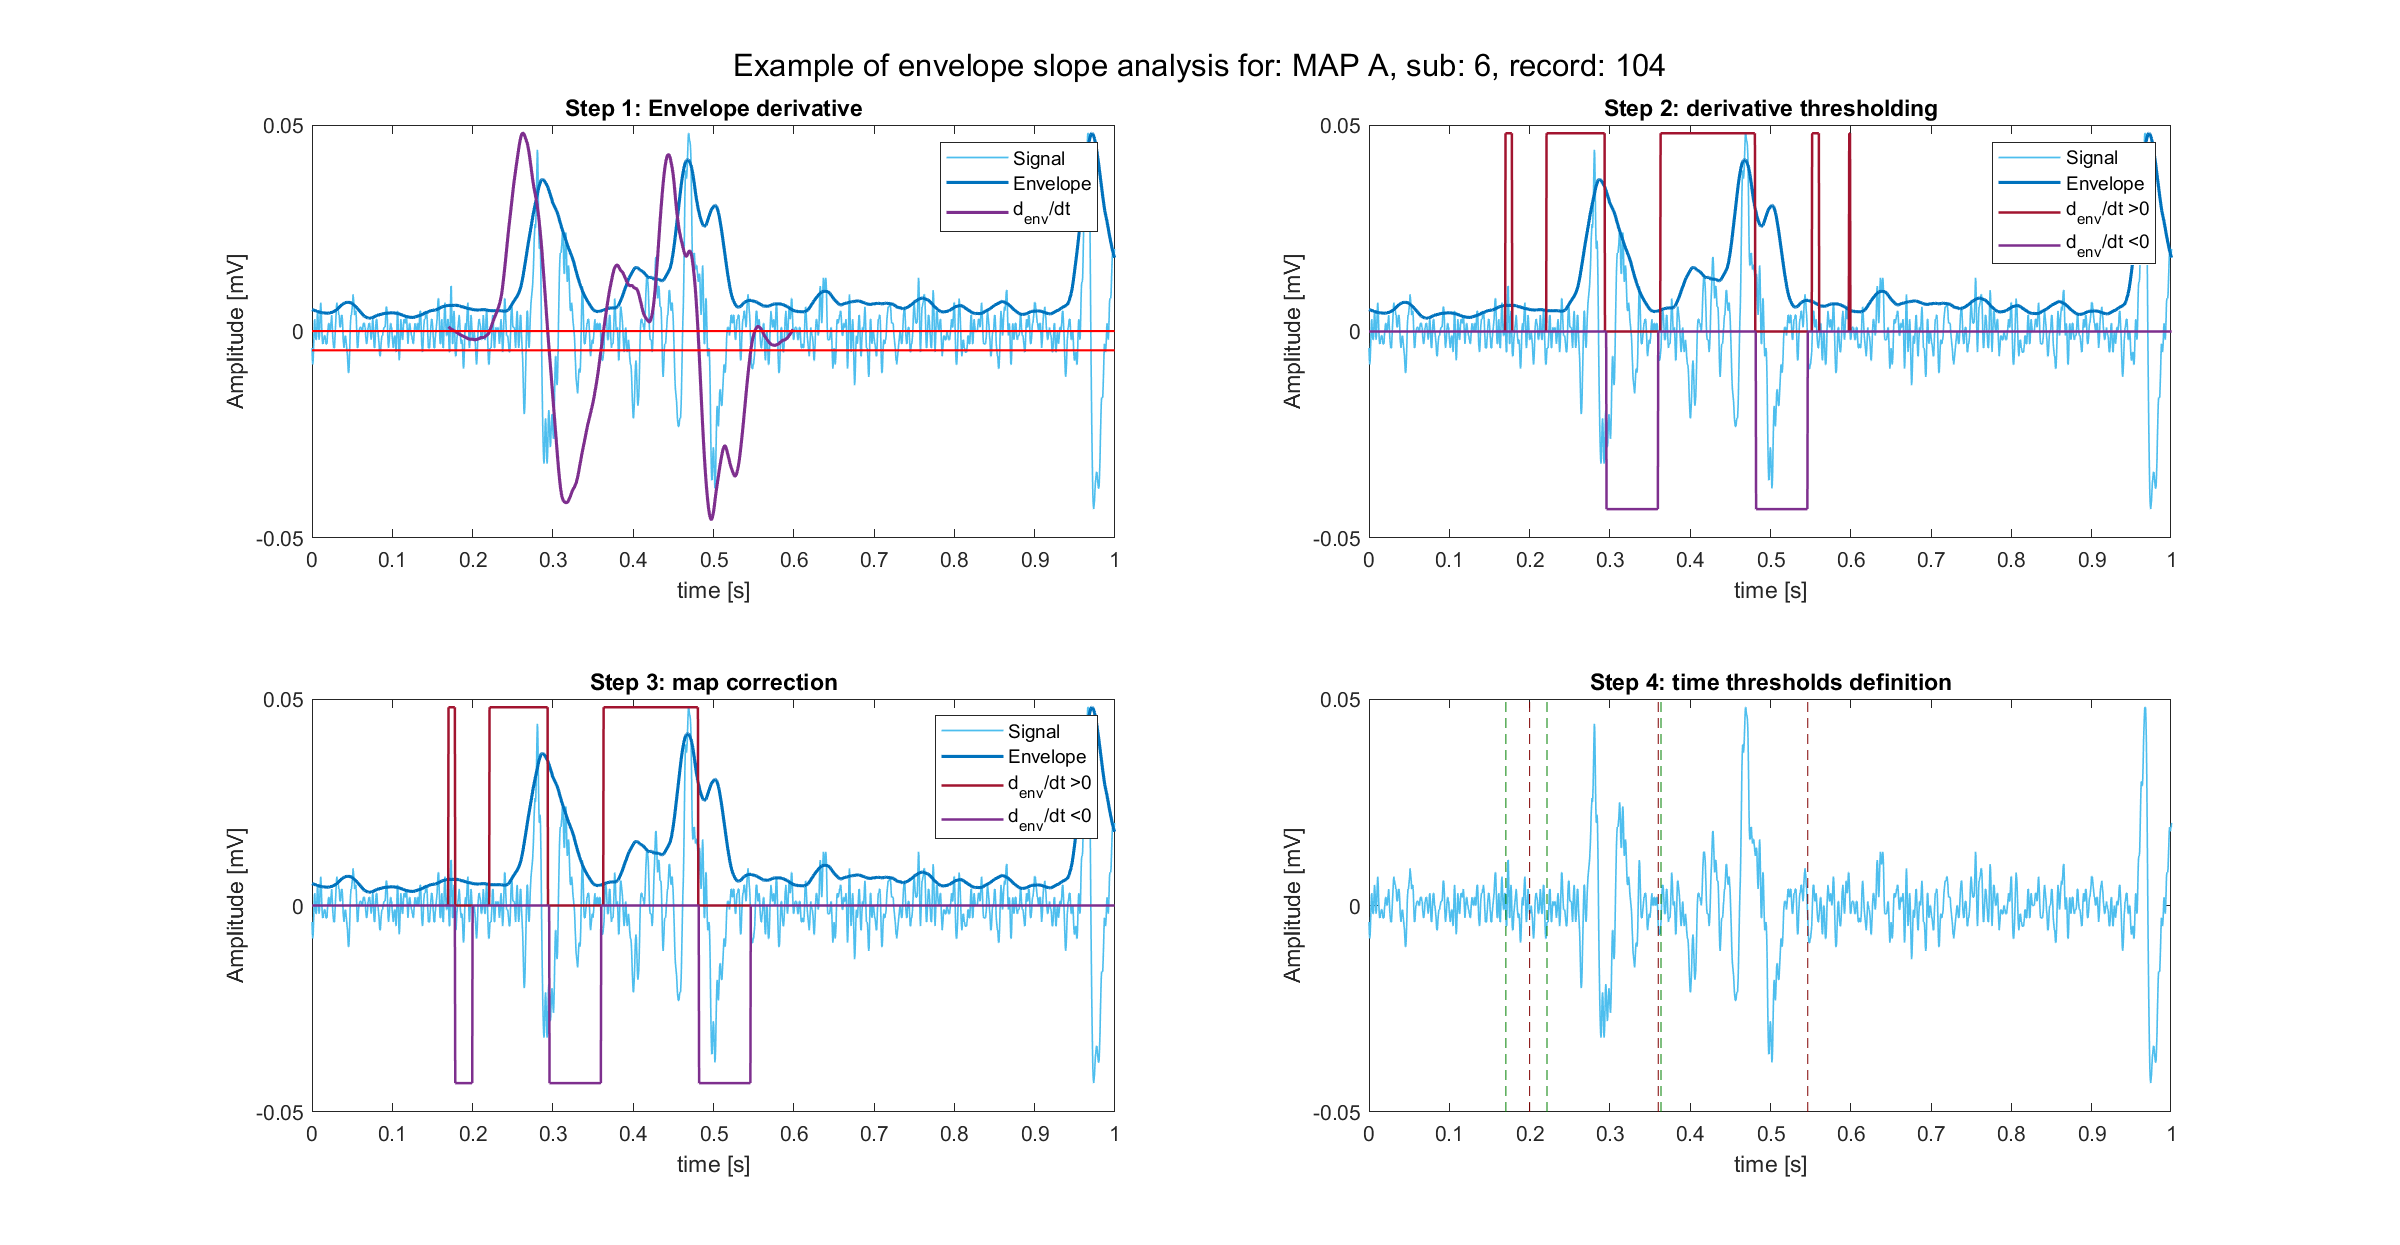 Example of envelope slope analysis for: MAP A, sub: 6, record: 104
Step 1: Envelope derivative
0.05
0
-0.05
Amplitude [mV]
0 0.1 0.2 0.3 0.4 0.5 0.6 0.7 0.8 0.9 1
time [s]
Signal
Envelope
d_env/dt
Step 2: derivative thresholding
0.05
0
-0.05
Amplitude [mV]
0 0.1 0.2 0.3 0.4 0.5 0.6 0.7 0.8 0.9 1
time [s]
Signal
Envelope
d_env/dt >0
d_env/dt <0
Step 3: map correction
0.05
0
-0.05
Amplitude [mV]
0 0.1 0.2 0.3 0.4 0.5 0.6 0.7 0.8 0.9 1
time [s]
Signal
Envelope
d_env/dt >0
d_env/dt <0
Step 4: time thresholds definition
0.05
0
-0.05
Amplitude [mV]
0 0.1 0.2 0.3 0.4 0.5 0.6 0.7 0.8 0.9 1
time [s]